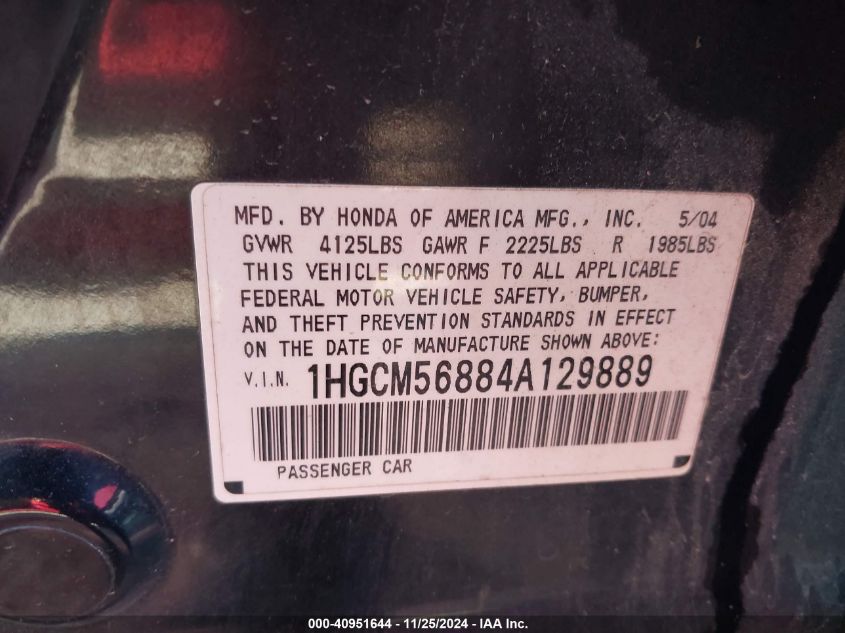 MFD. BY HONDA OF AMERICA MFG., INC. 5/04
GVWR 4125LBS GAWR F 2225LBS R 1985LBS
THIS VEHICLE CONFORMS TO ALL APPLICABLE
FEDERAL MOTOR VEHICLE SAFETY, BUMPER,
AND THEFT PREVENTION STANDARDS IN EFFECT
ON THE DATE OF MANUFACTURE SHOWN ABOVE:
V.I.N. 1HGCM56884A129889
PASSENGER CAR
000-40951644 - 11/25/2024 - IAA Inc.